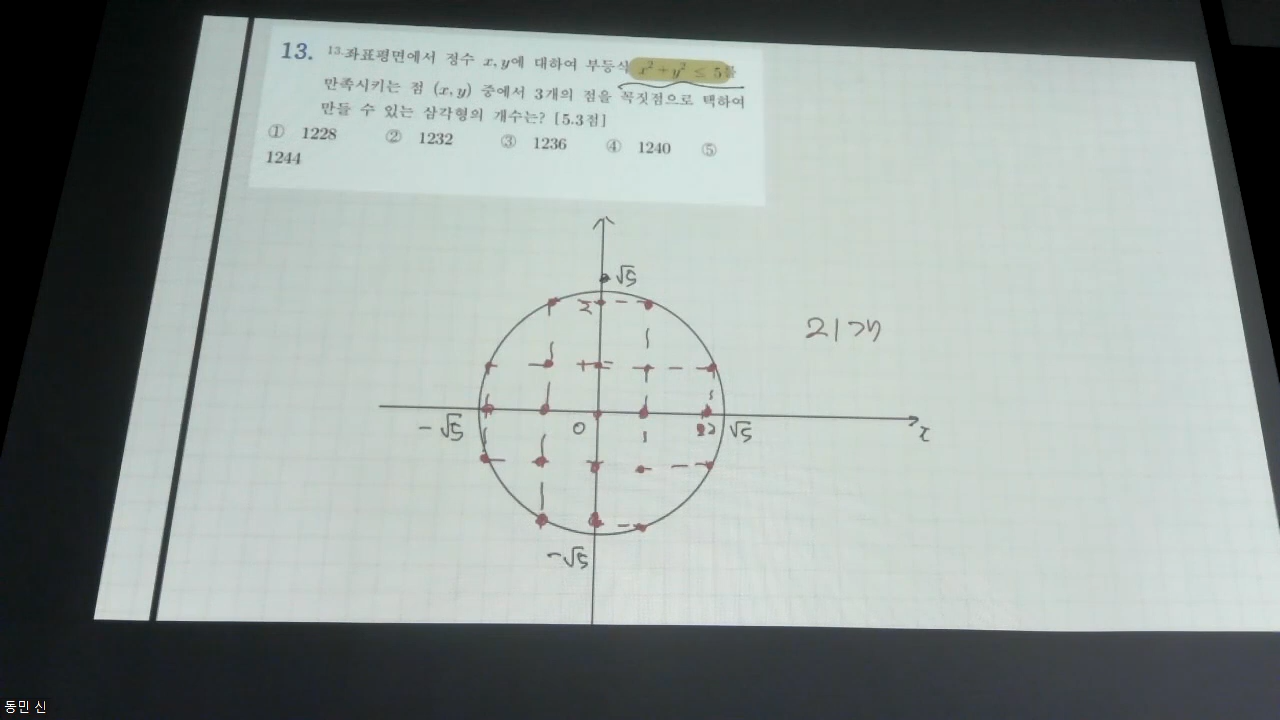 13. 13.좌표평면에서 정수 x, y에 대하여 부등식 x² + y² ≤ 5를
만족시키는 점 (x, y) 중에서 3개의 점을 꼭짓점으로 택하여
만들 수 있는 삼각형의 개수는? [5.3점]
① 1228 ② 1232 ③ 1236 ④ 1240 ⑤
1244
√5
2
21개
-√5 0 √5 x
-√5
동민 신